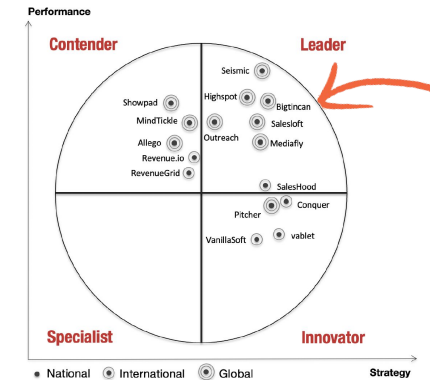 Performance
Contender
Leader
Seismic
Showpad
Highspot
Bigtincan
MindTickle
Outreach
Salesloft
Allego
Mediafly
Revenue.io
RevenueGrid
SalesHood
Conquer
Pitcher
VanillaSoft
vablet
Specialist
Innovator
National
International
Global
Strategy